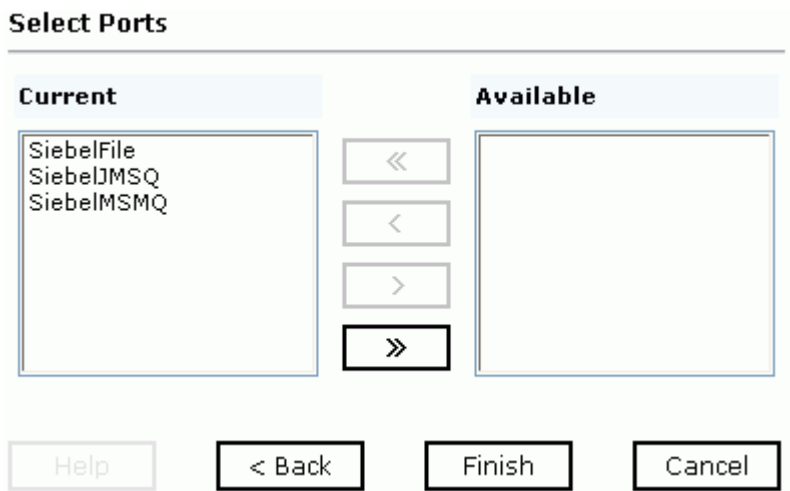 Select Ports
Current
Available
SiebelFile
SiebelJMSQ
SiebelMSMQ
«
<
>
»
Help
< Back
Finish
Cancel